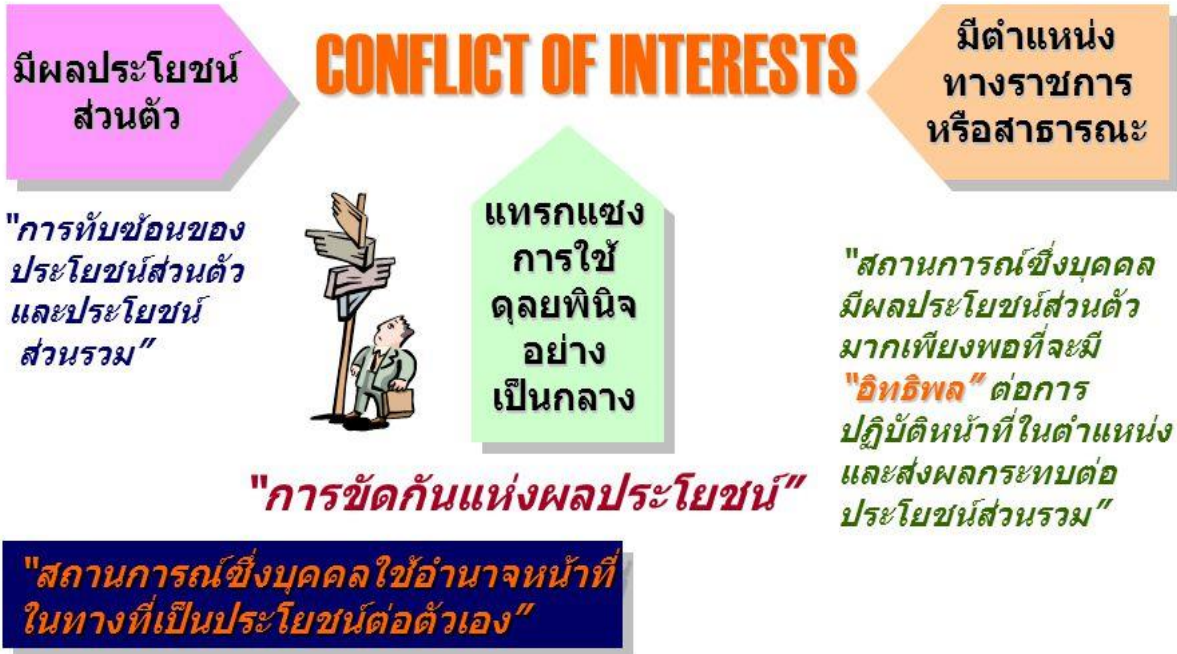 มีผลประโยชน์
ส่วนตัว
CONFLICT OF INTERESTS
มีตำแหน่ง
ทางราชการ
หรือสาธารณะ
"การทับซ้อนของ
ประโยชน์ส่วนตัว
และประโยชน์
ส่วนรวม"
แทรกแซง
การใช้
ดุลยพินิจ
อย่าง
เป็นกลาง
"สถานการณ์ซึ่งบุคคล
มีผลประโยชน์ส่วนตัว
มากเพียงพอที่จะมี
"อิทธิพล" ต่อการ
ปฏิบัติหน้าที่ในตำแหน่ง
และส่งผลกระทบต่อ
ประโยชน์ส่วนรวม"
"การขัดกันแห่งผลประโยชน์"
"สถานการณ์ซึ่งบุคคลใช้อำนาจหน้าที่
ในทางที่เป็นประโยชน์ต่อตัวเอง"